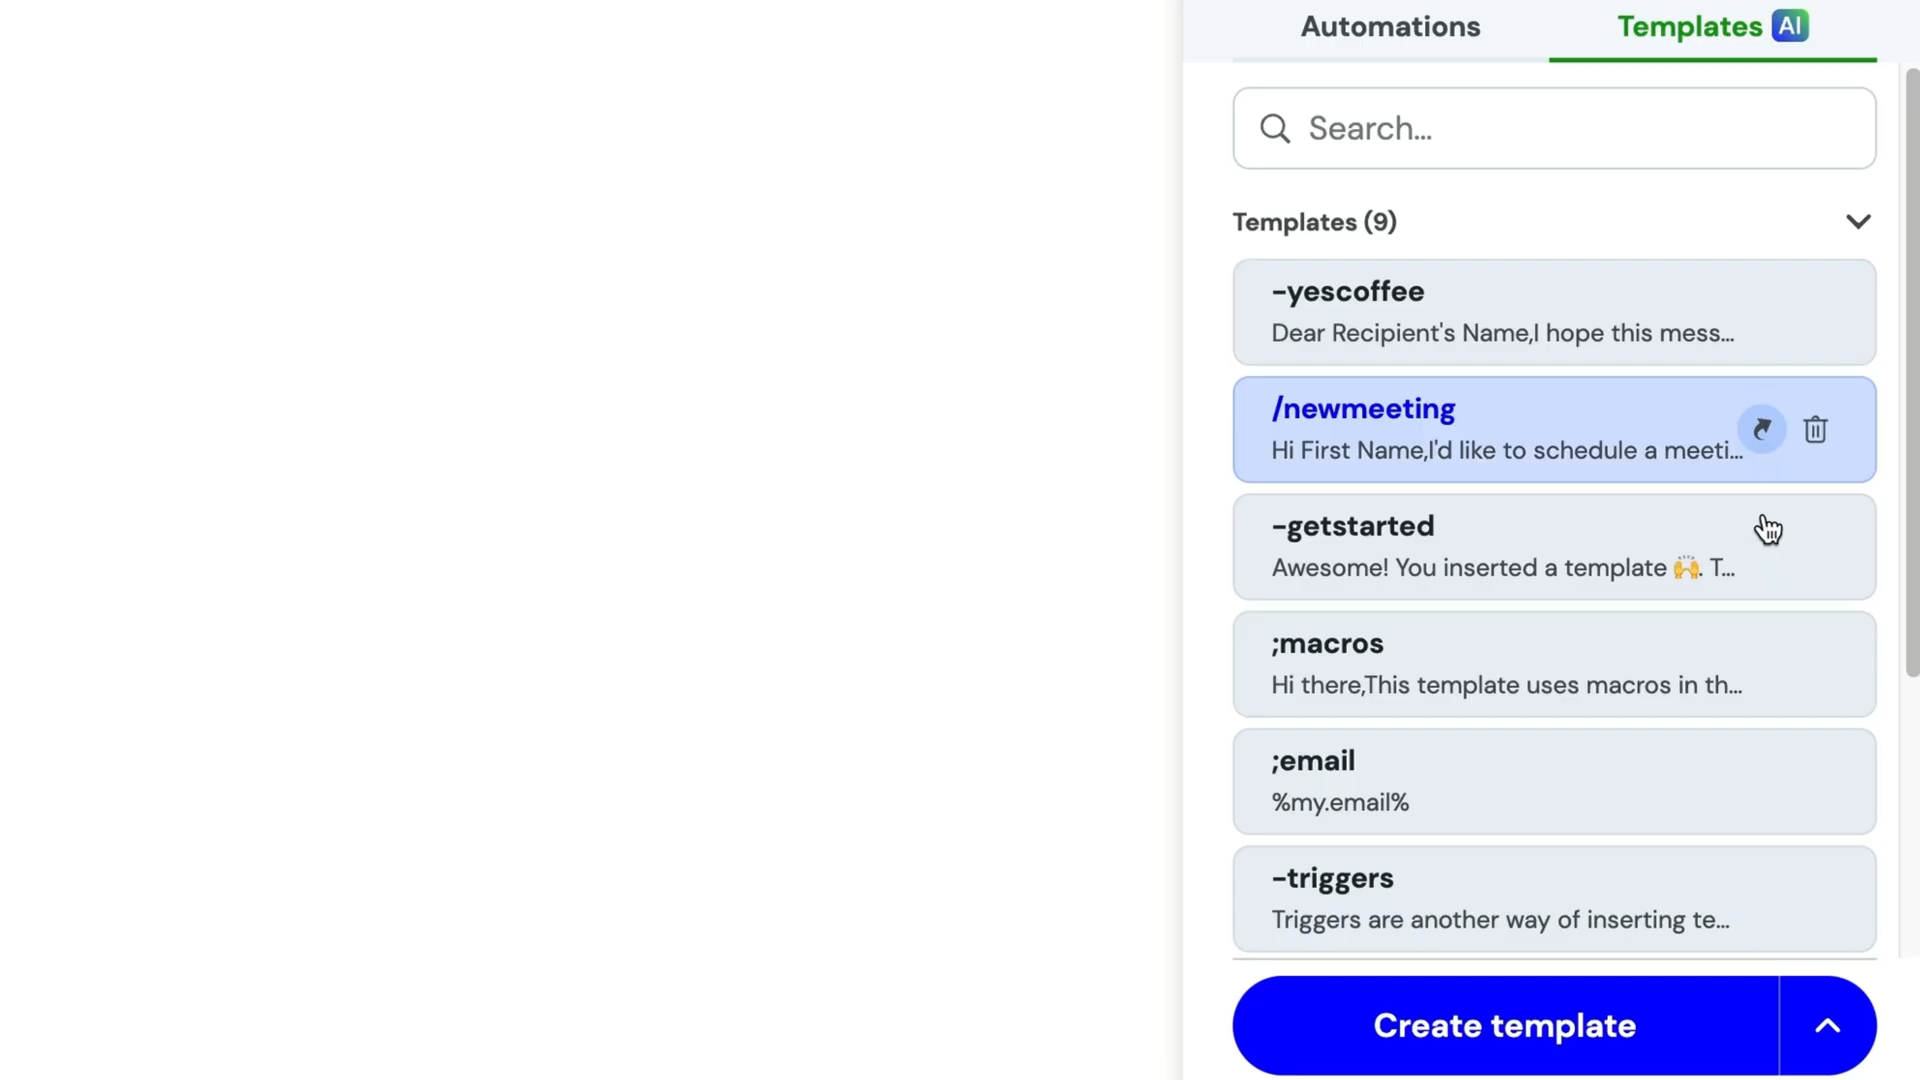 Automations
Templates AI
Search...
Templates (9)
-yescoffee
Dear Recipient's Name,I hope this mess...
/newmeeting
Hi First Name,I'd like to schedule a meeti...
-getstarted
Awesome! You inserted a template 🙌. T...
;macros
Hi there,This template uses macros in th...
;email
%my.email%
-triggers
Triggers are another way of inserting te...
Create template